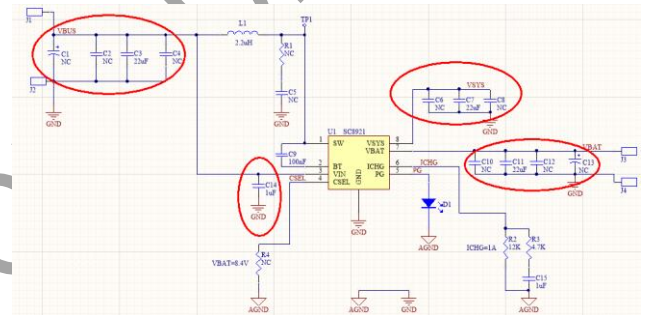 J1
VBUS
C1
NC
C2
NC
C3
22uF
C4
NC
J2
GND
L1
2.2uH
TP1
R1
NC
C5
NC
GND
VSYS
C6
NC
C7
22uF
C8
NC
GND
U1 SC8921
1 SW VSYS 8
VBAT 7
2 BT ICHG 6
3 VIN PG 5
4 CSEL GND
C9
100nF
CSEL
C14
1uF
GND
GND
ICHG
PG
VBAT
C10
NC
C11
22uF
C12
NC
C13
NC
GND
J3
J4
D1
AGND
R4
NC
VBAT=8.4V
AGND
ICHG=1A
R2
12K
R3
4.7K
C15
1uF
AGND
GND
AGND
AGND